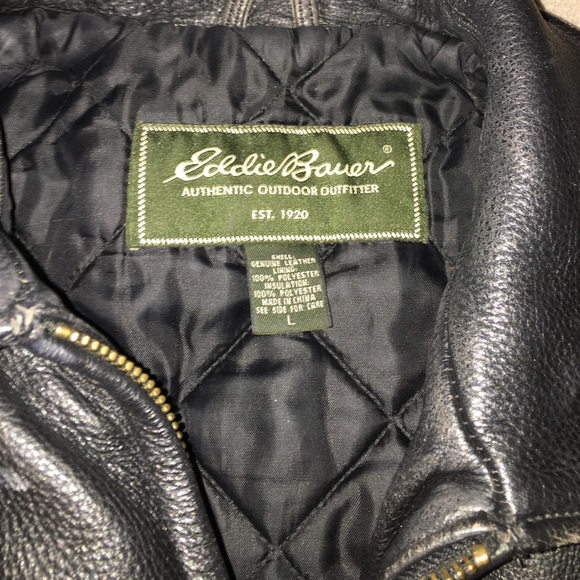 Eddie Bauer®
AUTHENTIC OUTDOOR OUTFITTER
EST. 1920
SHELL:
GENUINE LEATHER
LINING:
100% POLYESTER
INSULATION:
100% POLYESTER
MADE IN CHINA
SEE SIDE FOR CARE
L